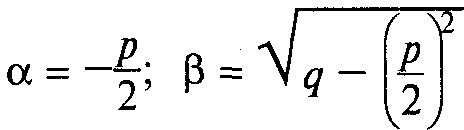 α = −p/2; β = √(q − (p/2)²)